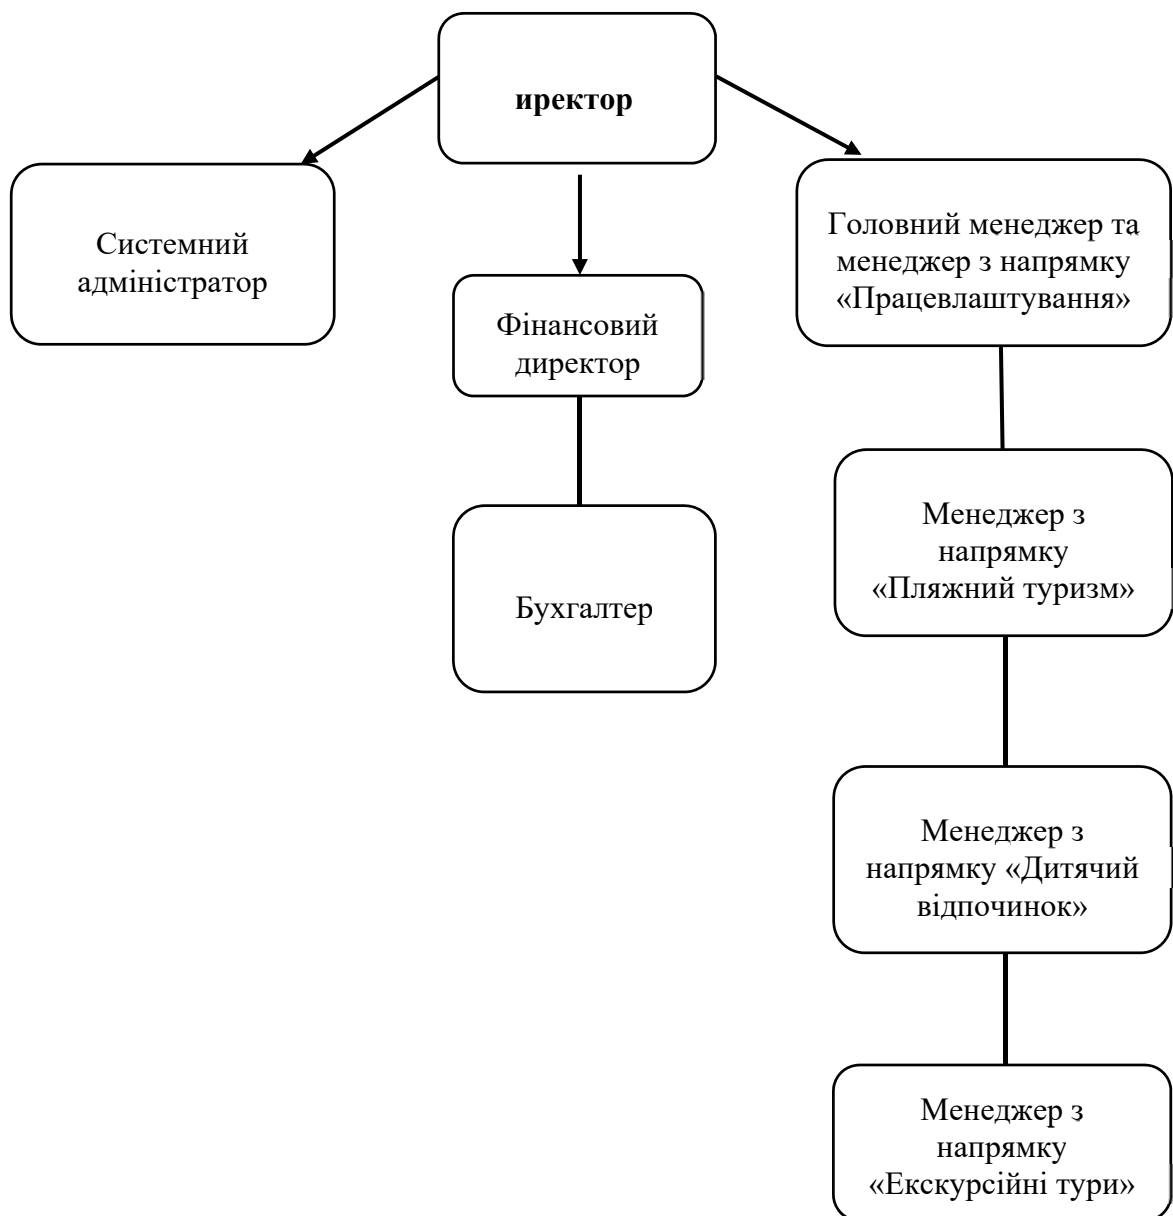 иректор
Системний
адміністратор
Фінансовий
директор
Бухгалтер
Головний менеджер та
менеджер з напрямку
«Працевлаштування»
Менеджер з
напрямку
«Пляжний туризм»
Менеджер з
напрямку «Дитячий
відпочинок»
Менеджер з
напрямку
«Екскурсійні тури»